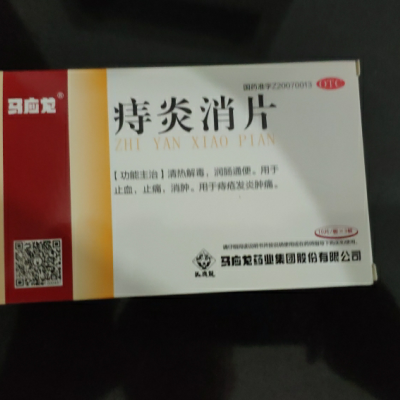 马应龙®
国药准字Z20070013
OTC
痔炎消片
ZHI YAN XIAO PIAN
【功能主治】清热解毒，润肠通便，用于
止血，止痛，消肿。用于痔疮发炎肿痛。
马应龙药业集团股份有限公司